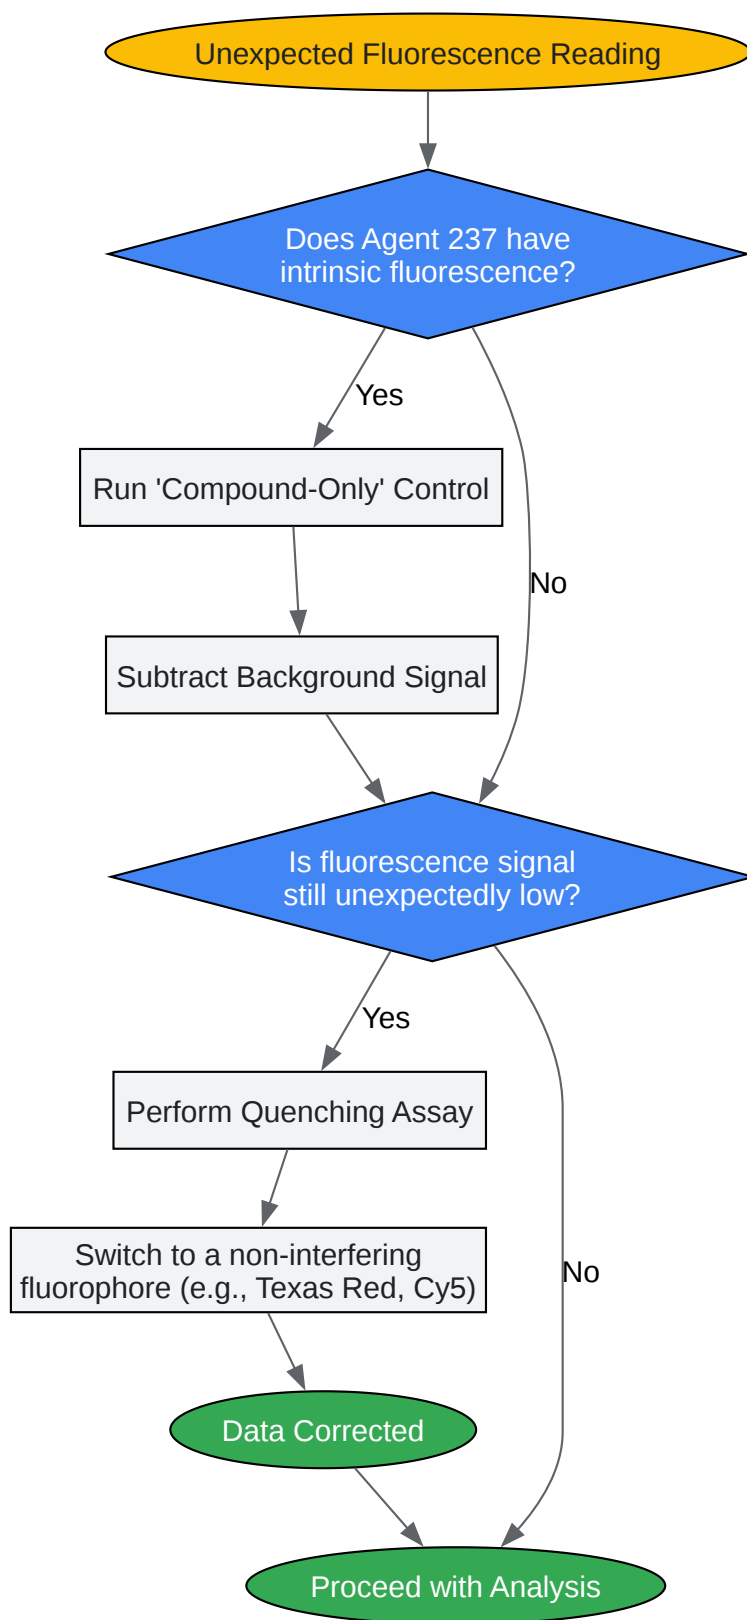 Unexpected Fluorescence Reading
Does Agent 237 have
intrinsic fluorescence?
Yes
Run 'Compound-Only' Control
No
Subtract Background Signal
Is fluorescence signal
still unexpectedly low?
Yes
Perform Quenching Assay
Switch to a non-interfering
No
fluorophore (e.g., Texas Red, Cy5)
Data Corrected
Proceed with Analysis